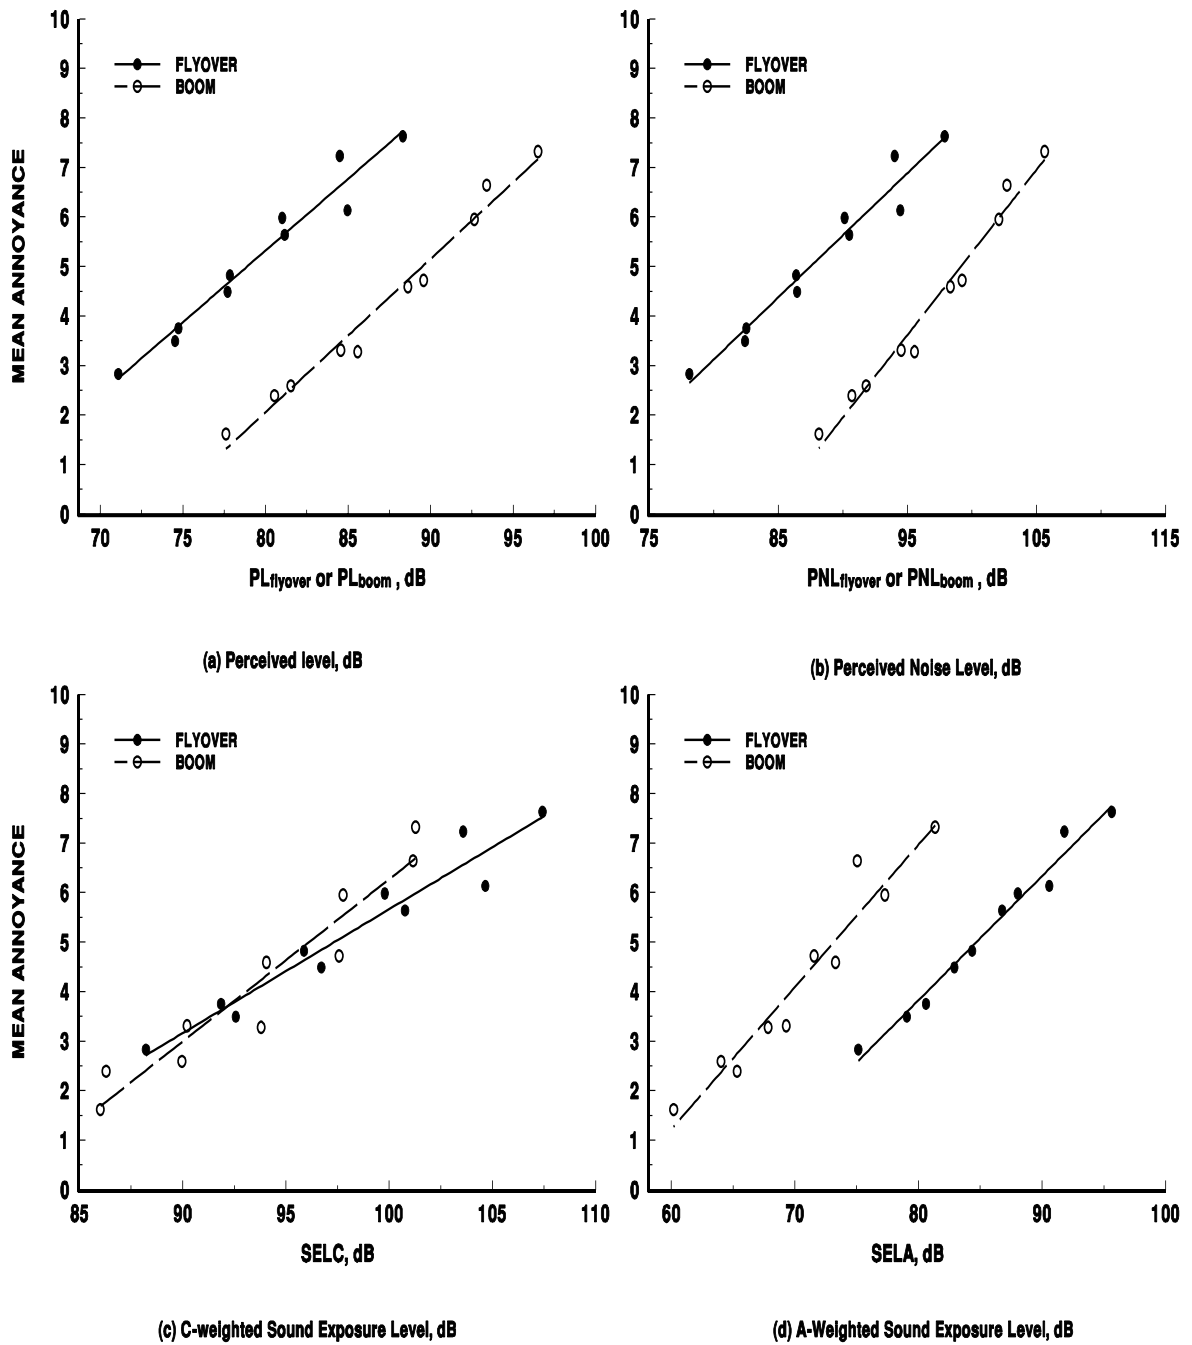 10
9
8
7
6
5
4
3
2
1
0
MEAN ANNOYANCE
FLYOVER
BOOM
70 75 80 85 90 95 100
PLflyover or PLboom , dB
(a) Perceived level, dB
10
9
8
7
6
5
4
3
2
1
0
FLYOVER
BOOM
75 85 95 105 115
PNLflyover or PNLboom , dB
(b) Perceived Noise Level, dB
10
9
8
7
6
5
4
3
2
1
0
MEAN ANNOYANCE
FLYOVER
BOOM
85 90 95 100 105 110
SELC, dB
(c) C-weighted Sound Exposure Level, dB
10
9
8
7
6
5
4
3
2
1
0
FLYOVER
BOOM
60 70 80 90 100
SELA, dB
(d) A-Weighted Sound Exposure Level, dB